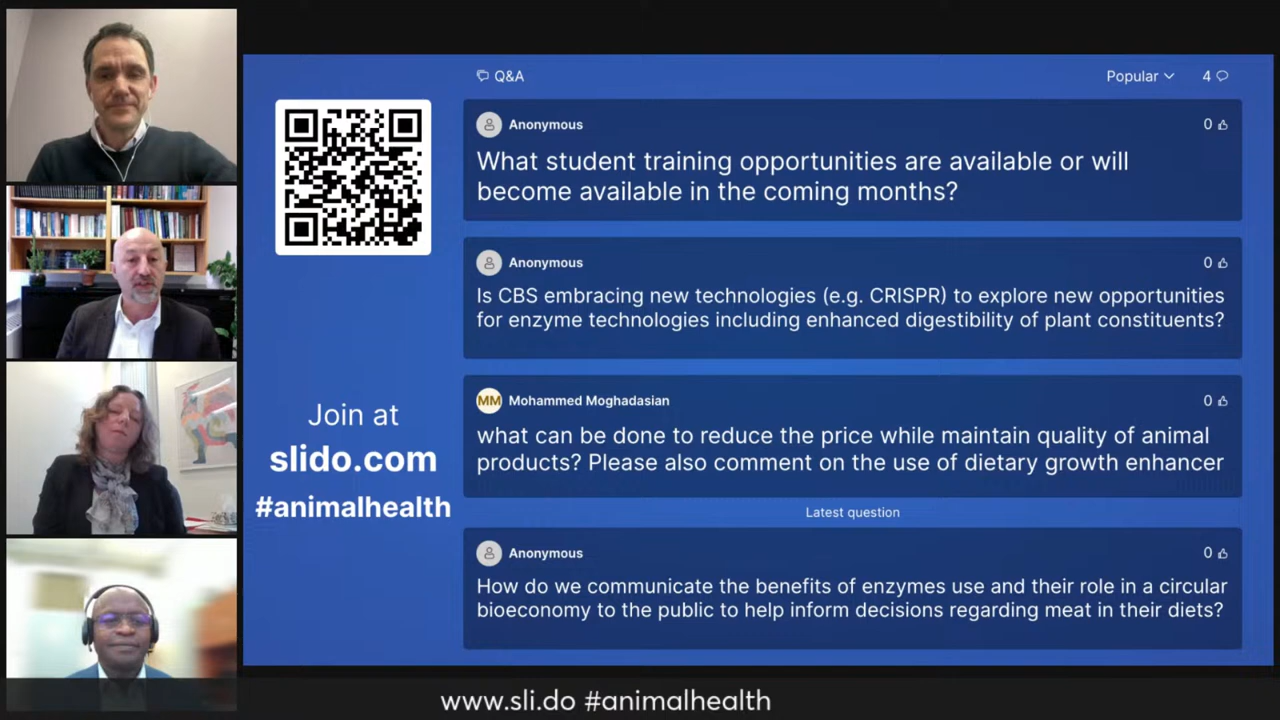 Q&A
Popular
4
Anonymous
0
What student training opportunities are available or will
become available in the coming months?
Anonymous
0
Is CBS embracing new technologies (e.g. CRISPR) to explore new opportunities
for enzyme technologies including enhanced digestibility of plant constituents?
MM
Mohammed Moghadasian
0
what can be done to reduce the price while maintain quality of animal
products? Please also comment on the use of dietary growth enhancer
Latest question
Anonymous
0
How do we communicate the benefits of enzymes use and their role in a circular
bioeconomy to the public to help inform decisions regarding meat in their diets?
Join at
slido.com
#animalhealth
www.sli.do #animalhealth